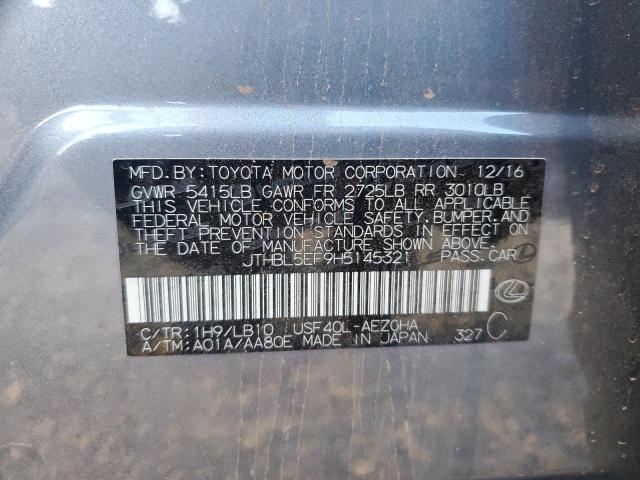 MFD. BY: TOYOTA MOTOR CORPORATION 12/16
GVWR 5415LB GAWR FR 2725LB RR 3010LB
THIS VEHICLE CONFORMS TO ALL APPLICABLE
FEDERAL MOTOR VEHICLE SAFETY, BUMPER, AND
THEFT PREVENTION STANDARDS IN EFFECT ON
THE DATE OF MANUFACTURE SHOWN ABOVE.
JTHBL5EF9H5145321 PASS. CAR
C/TR: 1H9/LB10 USF40L-AEZGHA
A/TM: A01A/AA80E MADE IN JAPAN 327 C